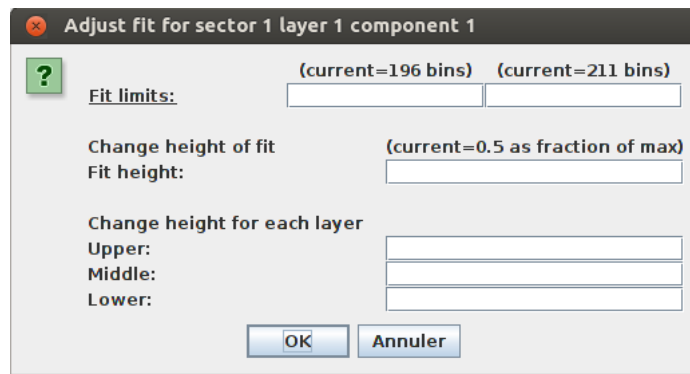 Adjust fit for sector 1 layer 1 component 1
?
(current=196 bins) (current=211 bins)
Fit limits:
Change height of fit (current=0.5 as fraction of max)
Fit height:
Change height for each layer
Upper:
Middle:
Lower:
OK Annuler